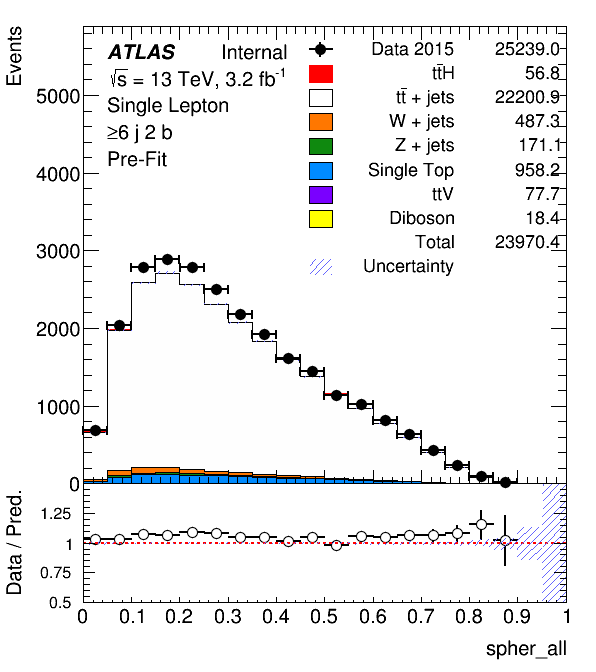 Events
ATLAS Internal
√s = 13 TeV, 3.2 fb⁻¹
Single Lepton
≥6 j 2 b
Pre-Fit
Data 2015 25239.0
tt̄H 56.8
tt̄ + jets 22200.9
W + jets 487.3
Z + jets 171.1
Single Top 958.2
ttV 77.7
Diboson 18.4
Total 23970.4
Uncertainty
5000
4000
3000
2000
1000
0
Data / Pred.
1.25
1
0.75
0.5
0 0.1 0.2 0.3 0.4 0.5 0.6 0.7 0.8 0.9 1
spher_all